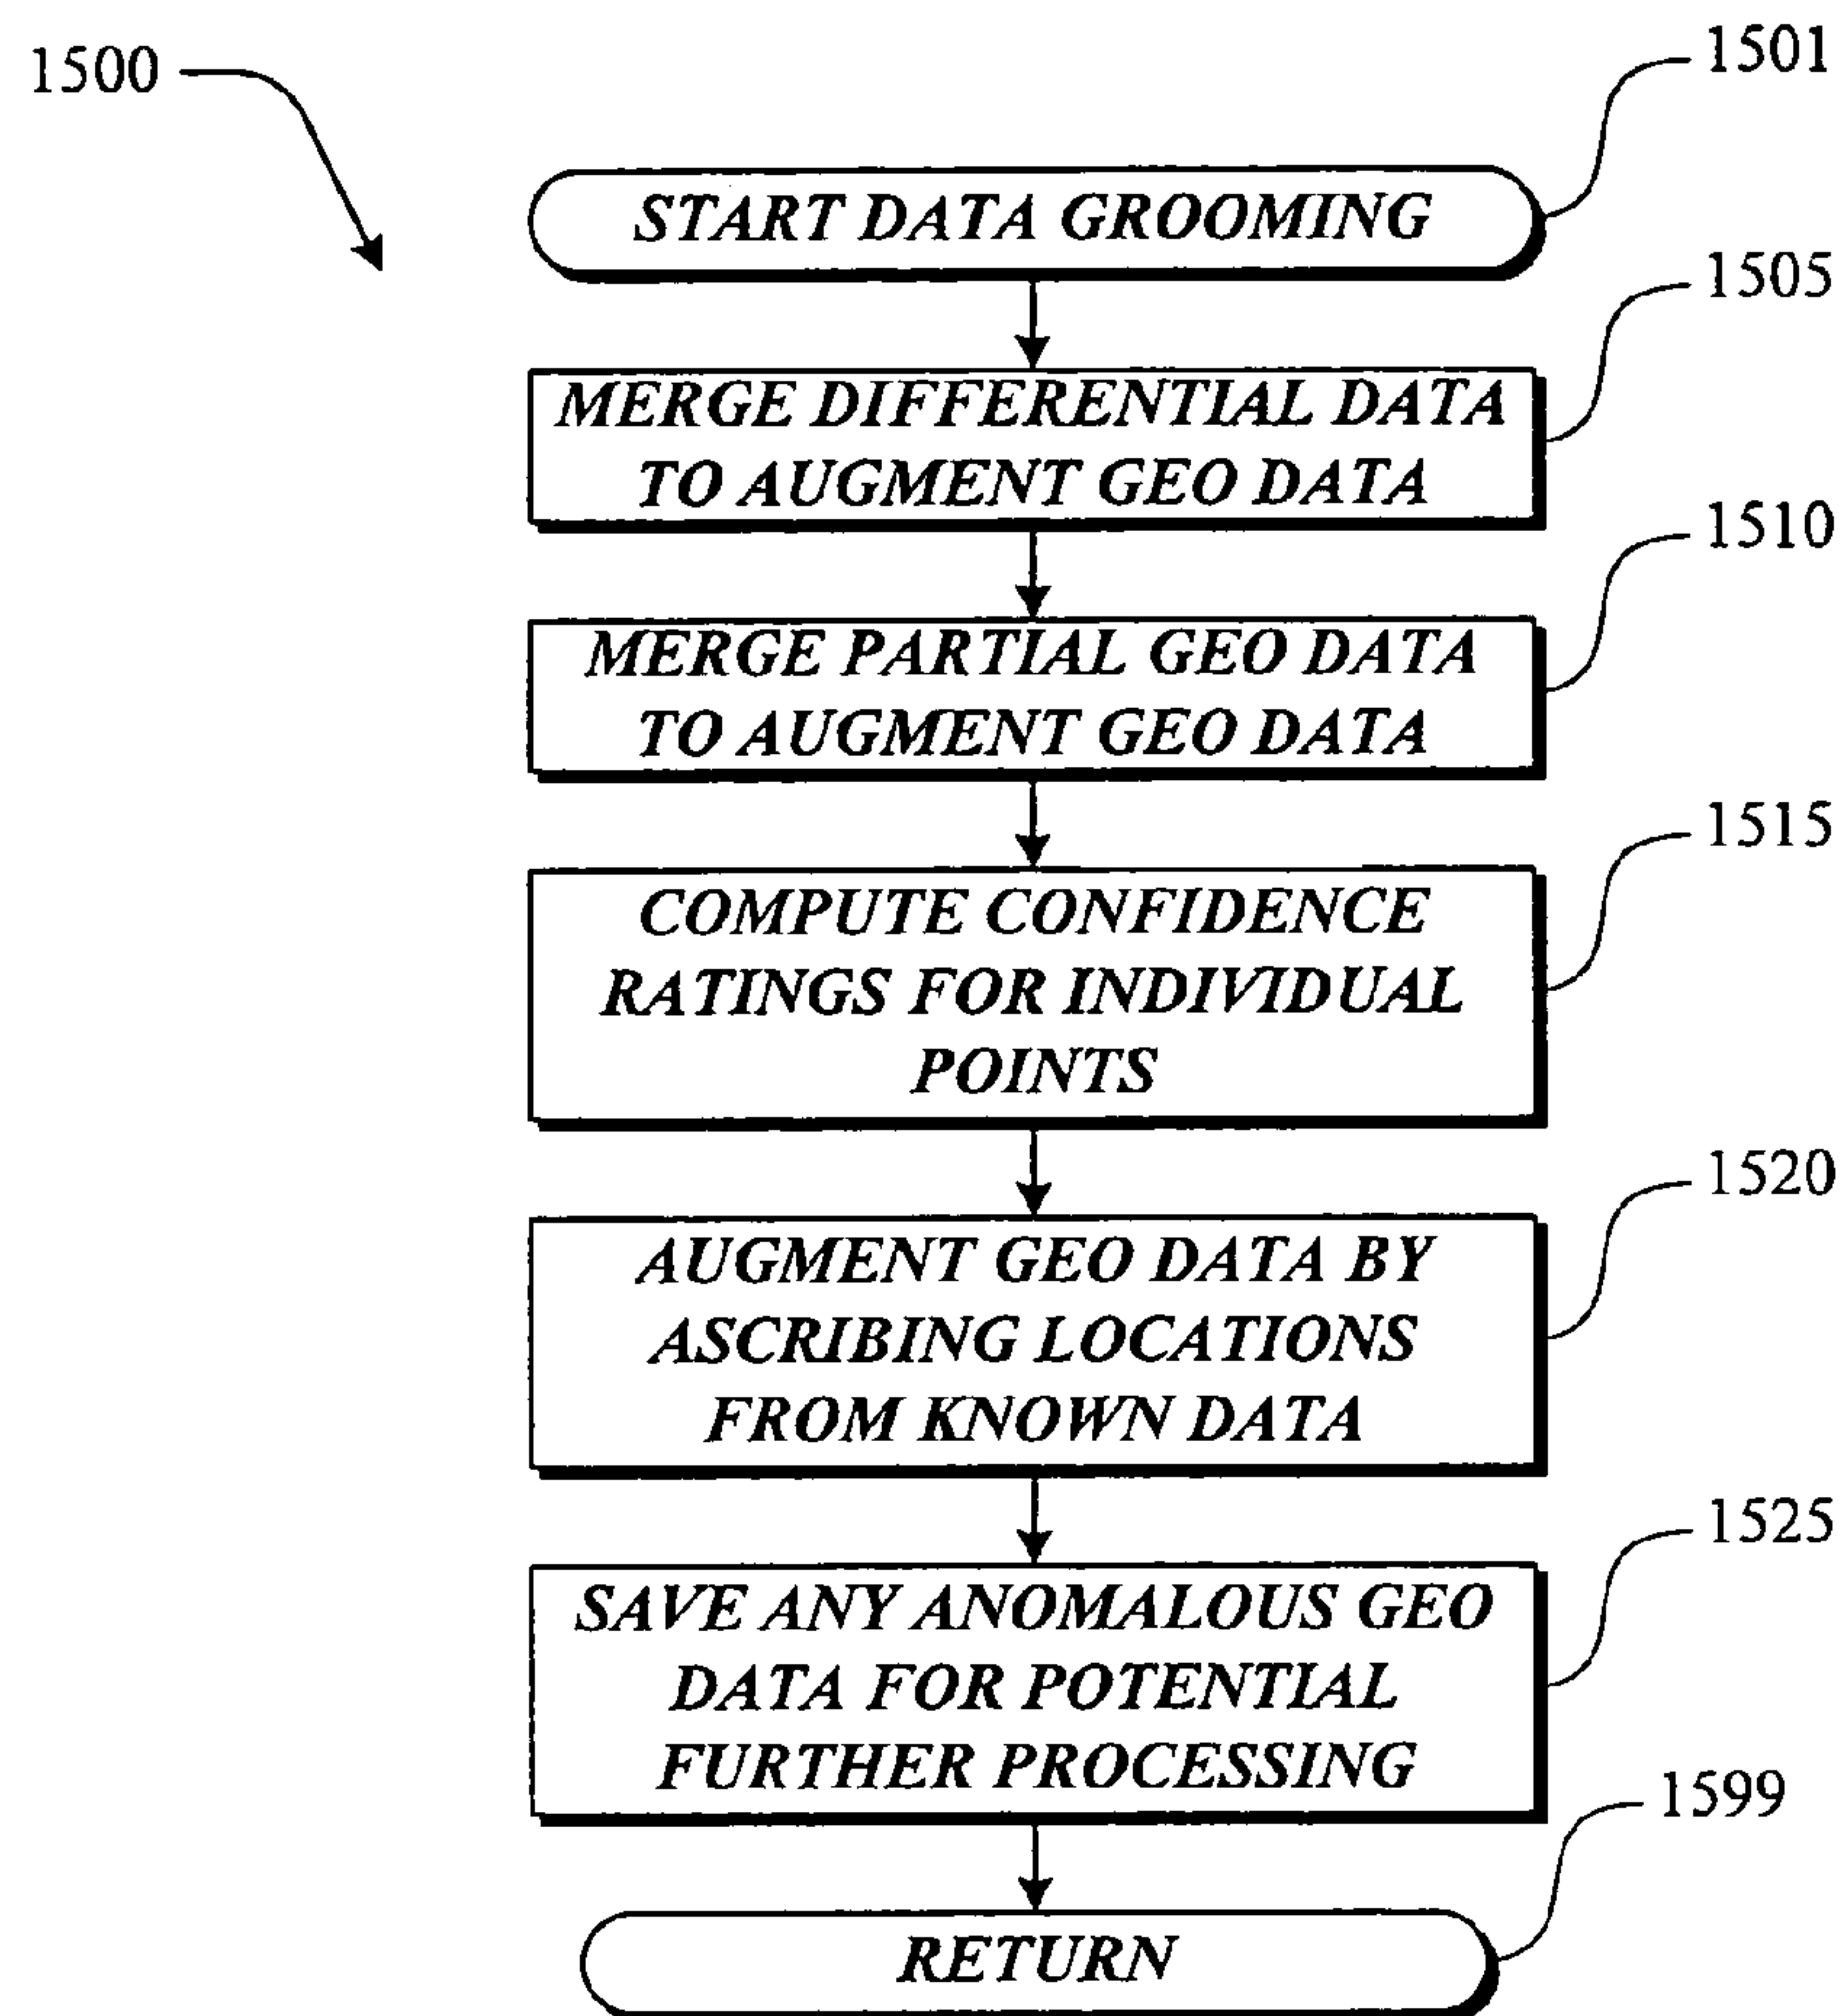 1500
1501
START DATA GROOMING
1505
MERGE DIFFERENTIAL DATA
TO AUGMENT GEO DATA
1510
MERGE PARTIAL GEO DATA
TO AUGMENT GEO DATA
1515
COMPUTE CONFIDENCE
RATINGS FOR INDIVIDUAL
POINTS
1520
AUGMENT GEO DATA BY
ASCRIBING LOCATIONS
FROM KNOWN DATA
1525
SAVE ANY ANOMALOUS GEO
DATA FOR POTENTIAL
FURTHER PROCESSING
1599
RETURN